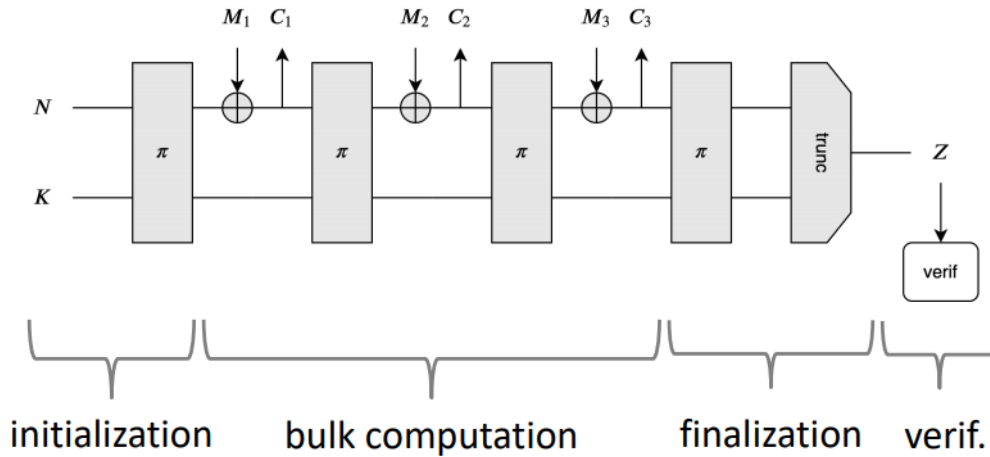 M₁ C₁ M₂ C₂ M₃ C₃
N
π π π π trunc
Z
K
verif
initialization bulk computation finalization verif.